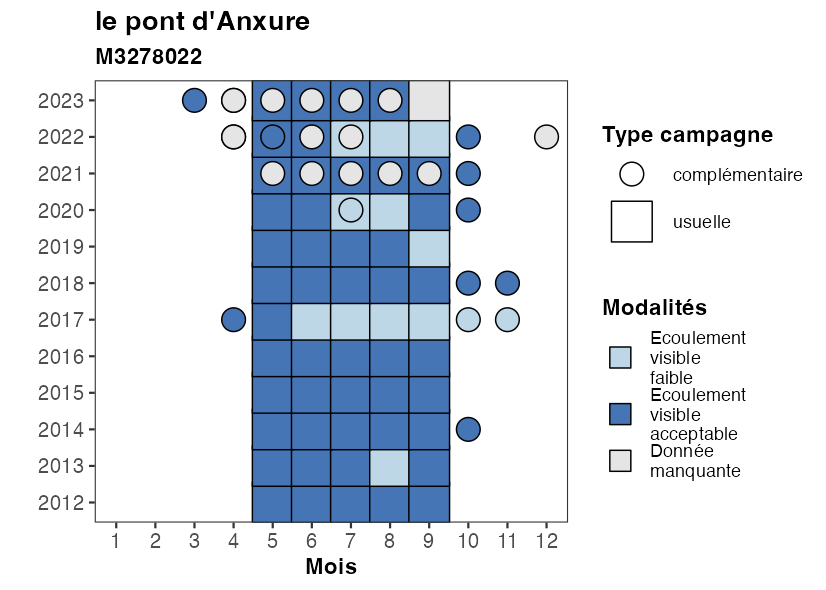 le pont d'Anxure
M3278022
2023
2022
2021
2020
2019
2018
2017
2016
2015
2014
2013
2012
1 2 3 4 5 6 7 8 9 10 11 12
Mois
Type campagne
complémentaire
usuelle
Modalités
Ecoulement
visible
faible
Ecoulement
visible
acceptable
Donnée
manquante